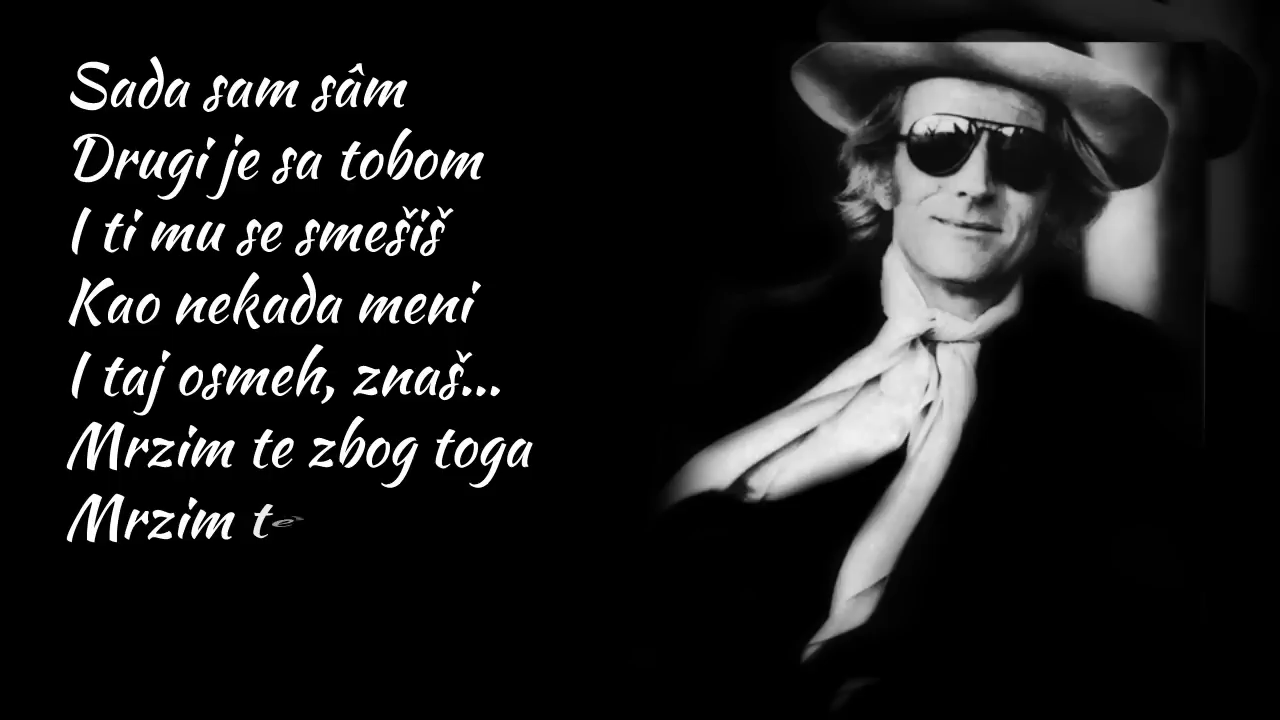 Sada sam sâm
Drugi je sa tobom
I ti mu se smešiš
Kao nekada meni
I taj osmeh, znaš...
Mrzim te zbog toga
Mrzim te